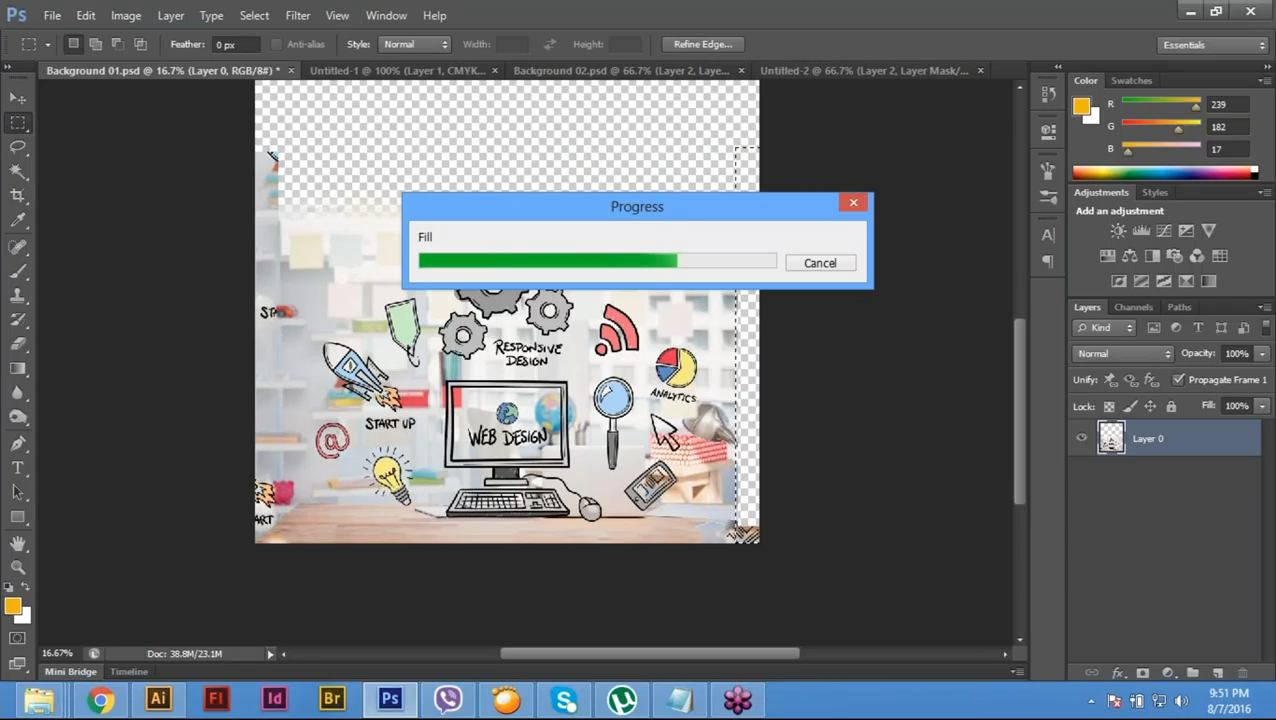 Ps File Edit Image Layer Type Select Filter View Window Help
Feather: 0 px Anti-alias Style: Normal Width: Height: Refine Edge... Essentials
Background 01.psd @ 16.7% (Layer 0, RGB/8#) * × Untitled-1 @ 100% (Layer 1, CMYK... × Background 02.psd @ 66.7% (Layer 2, Laye... × Untitled-2 @ 66.7% (Layer 2, Layer Mask/... ×
Color Swatches
R 239
G 182
B 17
Adjustments Styles
Add an adjustment
Progress
Fill
Cancel
RESPONSIVE
DESIGN
ANALYTICS
START UP
WEB DESIGN
@
Layers Channels Paths
Kind
Normal Opacity: 100%
Unify: Propagate Frame 1
Lock: Fill: 100%
Layer 0
16.67% Doc: 38.8M/23.1M
Mini Bridge Timeline
Ai Fl Id Br Ps
9:51 PM
8/7/2016